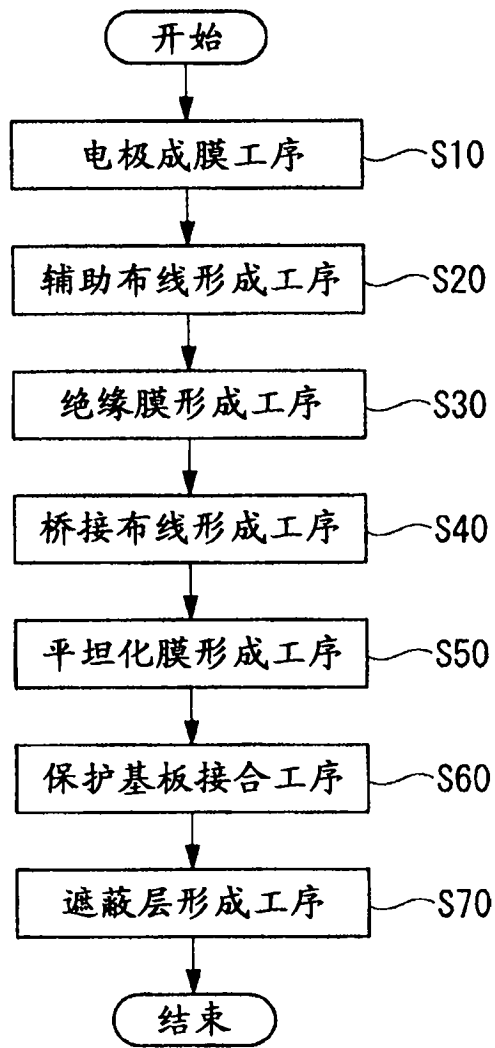 开始
电极成膜工序 S10
辅助布线形成工序 S20
绝缘膜形成工序 S30
桥接布线形成工序 S40
平坦化膜形成工序 S50
保护基板接合工序 S60
遮蔽层形成工序 S70
结束